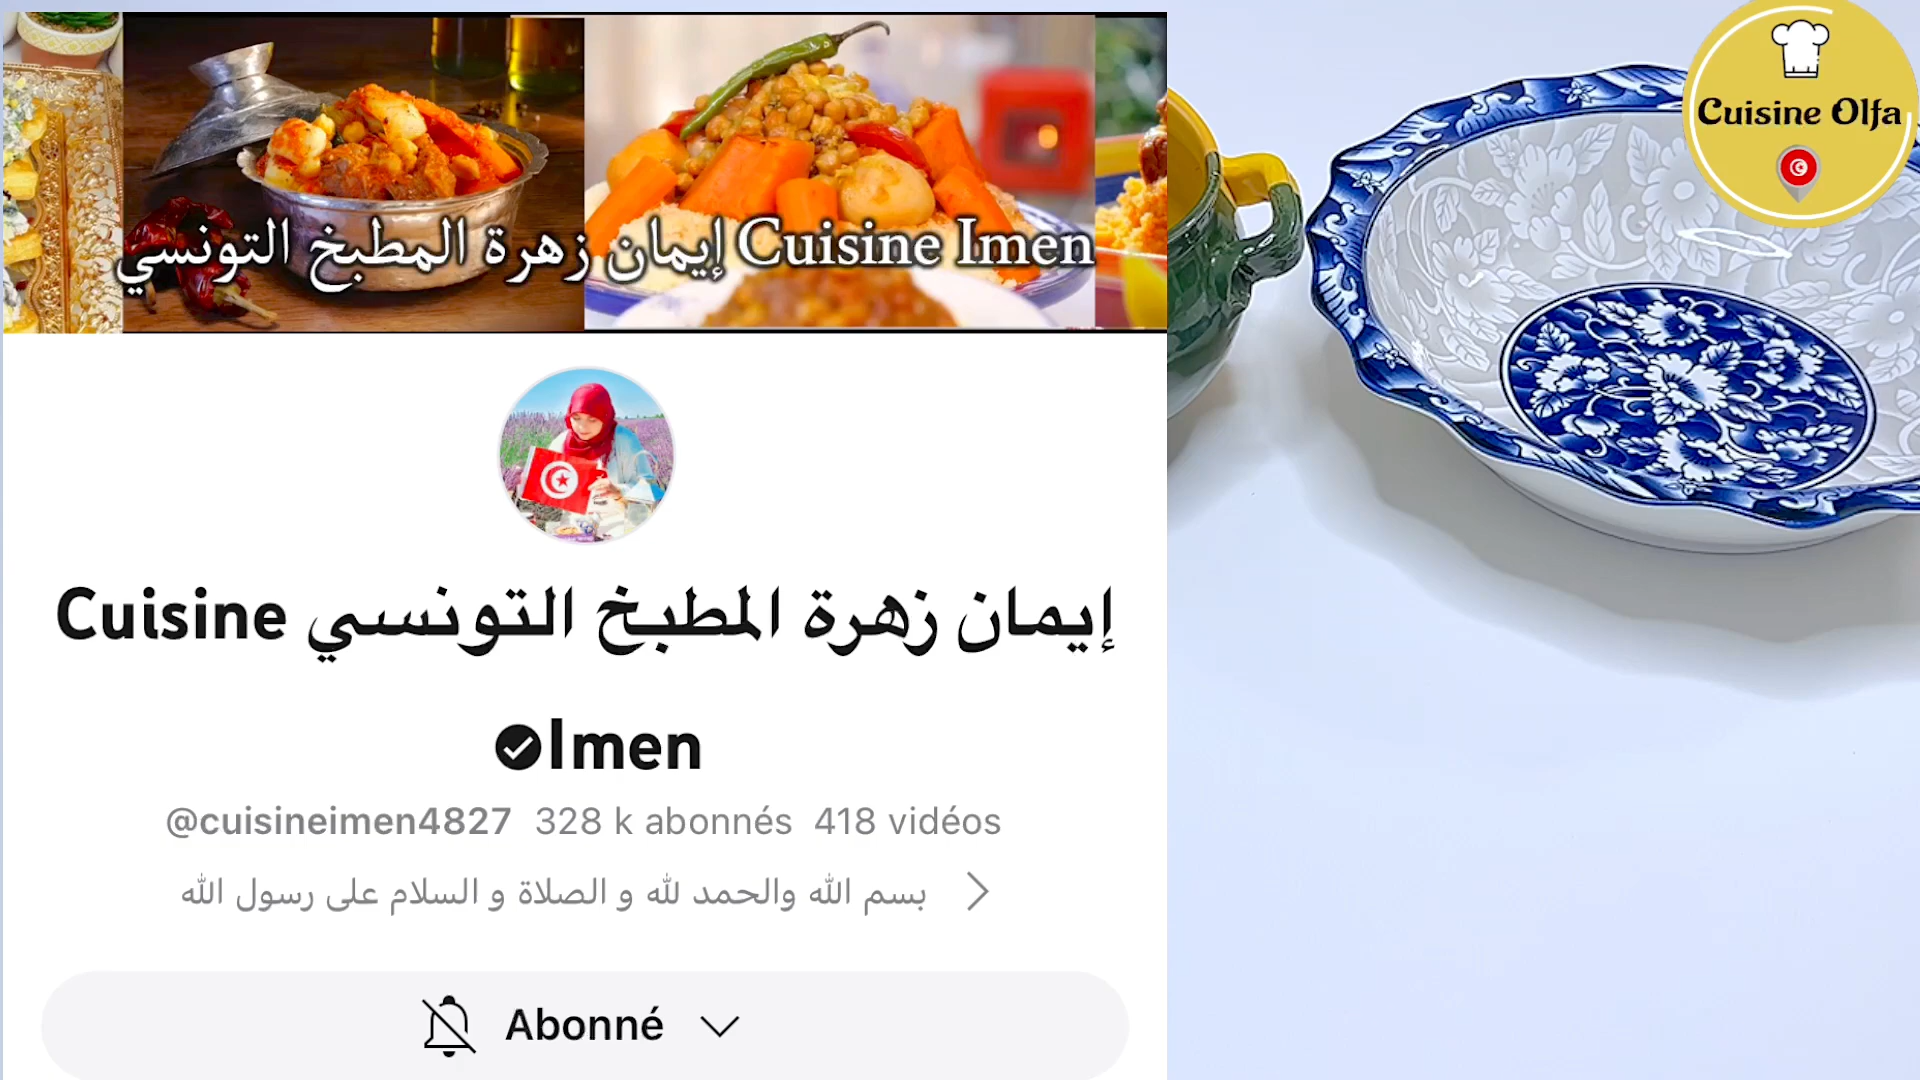 إيمان زهرة المطبخ التونسي Cuisine Imen
Cuisine Olfa
إيمان زهرة المطبخ التونسي Cuisine
Imen
@cuisineimen4827 328 k abonnés 418 vidéos
بسم الله والحمد لله و الصلاة و السلام على رسول الله
Abonné